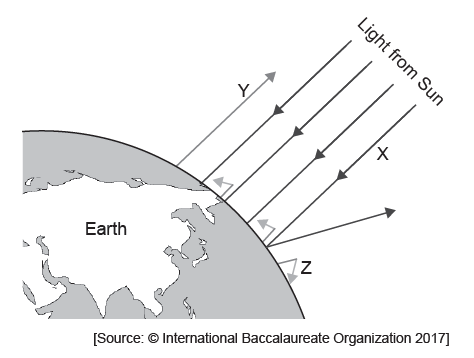 Light from Sun
Y
X
Earth
Z
[Source: © International Baccalaureate Organization 2017]